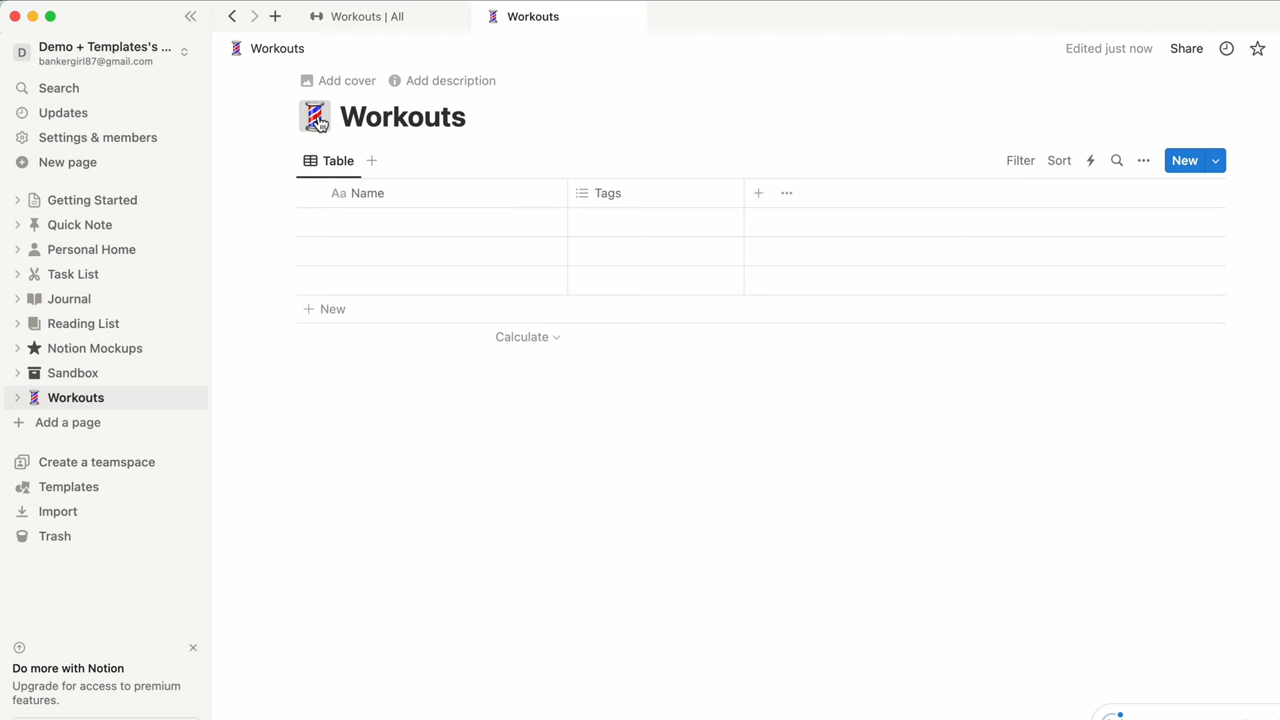 Workouts | All
Workouts
D
Demo + Templates's ...
bankergirl87@gmail.com
Search
Updates
Settings & members
New page
Getting Started
Quick Note
Personal Home
Task List
Journal
Reading List
Notion Mockups
Sandbox
Workouts
Add a page
Create a teamspace
Templates
Import
Trash
Do more with Notion
Upgrade for access to premium
features.
Workouts
Edited just now
Share
Add cover
Add description
Workouts
Table
Filter
Sort
New
Aa Name
Tags
New
Calculate